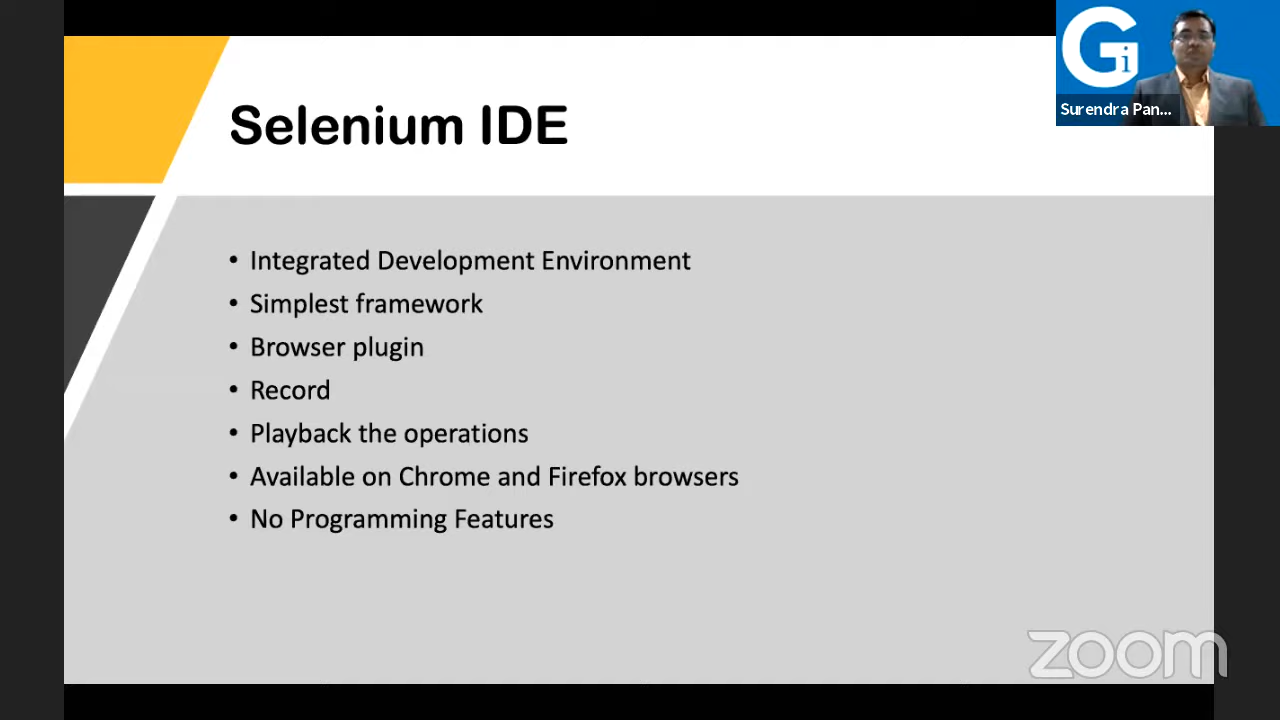 Gi
Surendra Pan...
Selenium IDE
• Integrated Development Environment
• Simplest framework
• Browser plugin
• Record
• Playback the operations
• Available on Chrome and Firefox browsers
• No Programming Features
zoom